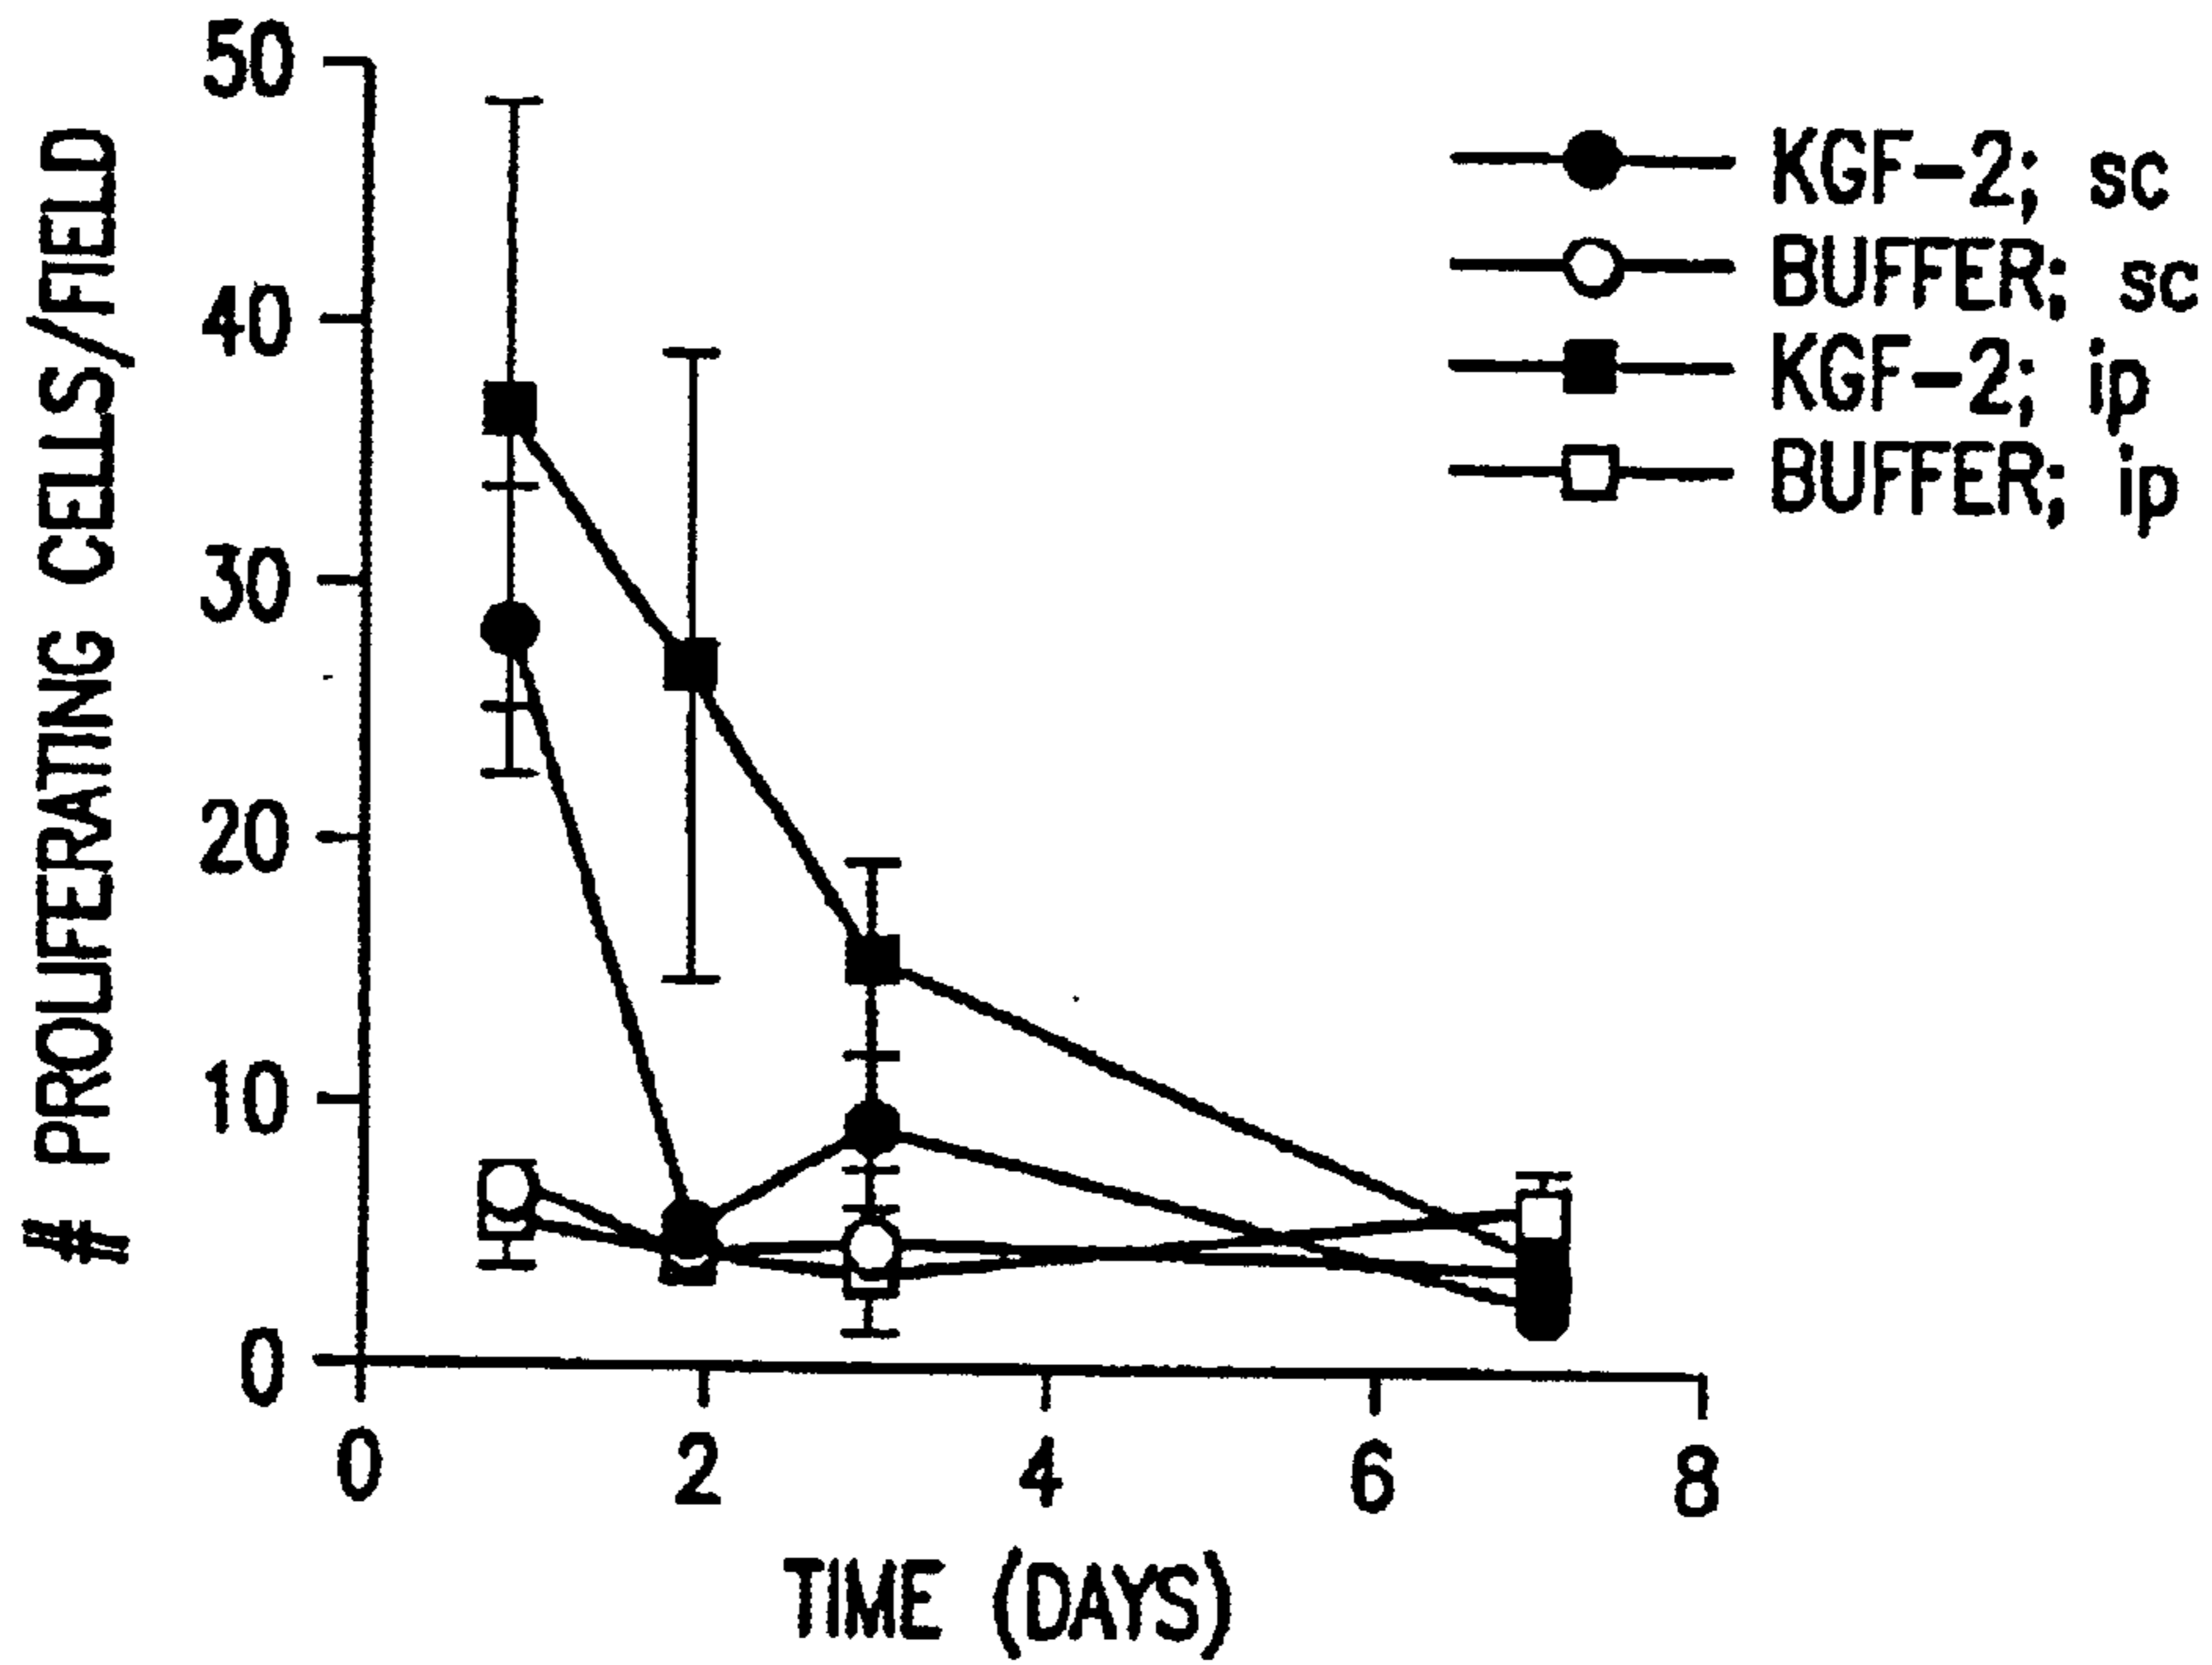 # PROLIFERATING CELLS/FIELD
50
40
30
20
10
0
0 2 4 6 8
TIME (DAYS)
KGF-2; sc
BUFFER; sc
KGF-2; ip
BUFFER; ip